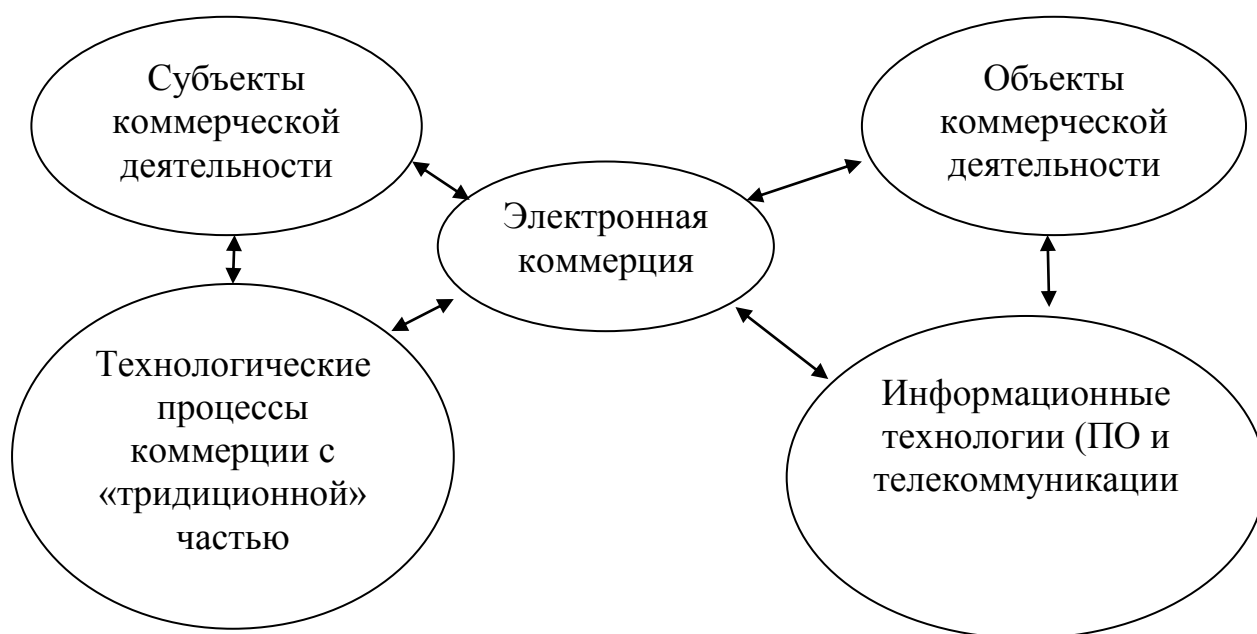 Субъекты
коммерческой
деятельности
Объекты
коммерческой
деятельности
Электронная
коммерция
Технологические
процессы
коммерции с
«тридиционной»
частью
Информационные
технологии (ПО и
телекоммуникации